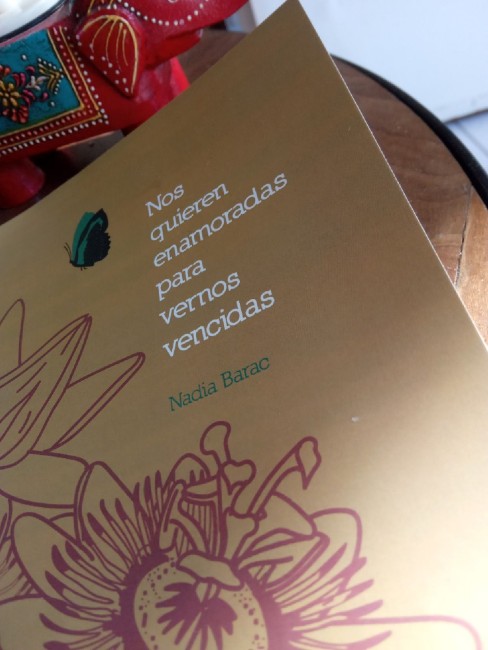 Nos
quieren
enamoradas
para
vernos
vencidas
Nadia Barac